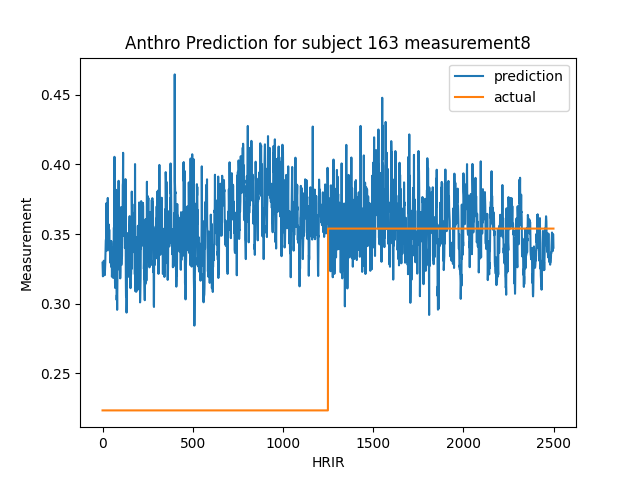 Anthro Prediction for subject 163 measurement8
prediction
actual
0.45
0.40
0.35
0.30
0.25
Measurement
0
500
1000
1500
2000
2500
HRIR